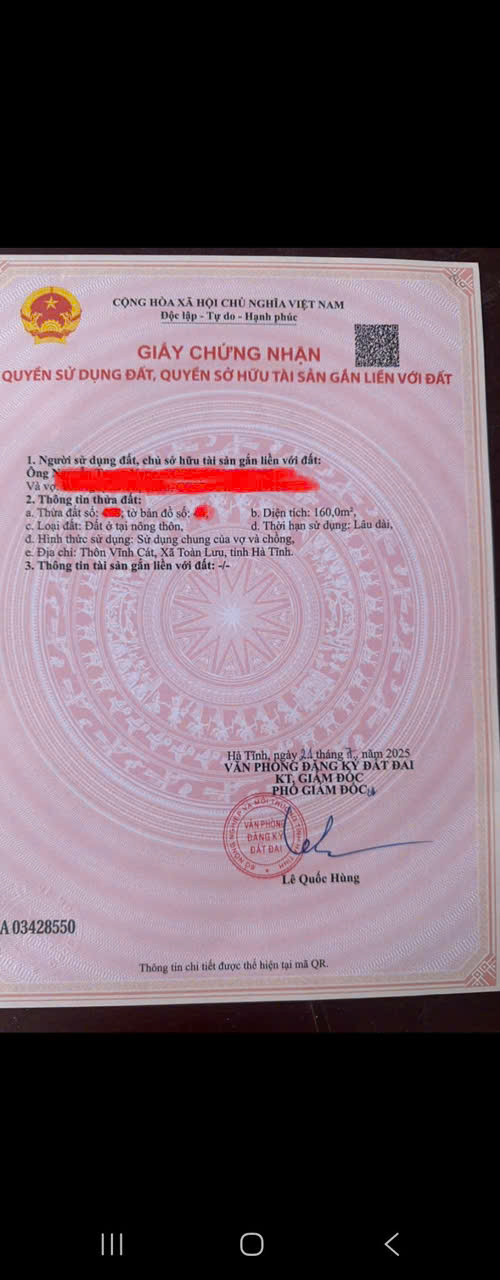 CỘNG HÒA XÃ HỘI CHỦ NGHĨA VIỆT NAM
Độc lập - Tự do - Hạnh phúc
GIẤY CHỨNG NHẬN
QUYỀN SỬ DỤNG ĐẤT, QUYỀN SỞ HỮU TÀI SẢN GẮN LIỀN VỚI ĐẤT
1. Người sử dụng đất, chủ sở hữu tài sản gắn liền với đất:
Ông
Và vợ
2. Thông tin thửa đất:
a. Thửa đất số: ; tờ bản đồ số: ; b. Diện tích: 160,0m²,
c. Loại đất: Đất ở tại nông thôn, d. Thời hạn sử dụng: Lâu dài,
đ. Hình thức sử dụng: Sử dụng chung của vợ và chồng,
e. Địa chỉ: Thôn Vĩnh Cát, Xã Toàn Lưu, tỉnh Hà Tĩnh.
3. Thông tin tài sản gắn liền với đất: -/-
Hà Tĩnh, ngày 21 tháng, năm 2025
VĂN PHÒNG ĐĂNG KÝ ĐẤT ĐAI
KT. GIÁM ĐỐC
PHÓ GIÁM ĐỐC
VĂN PHÒNG
ĐĂNG KÝ
ĐẤT ĐAI
Lê Quốc Hùng
A 03428550
Thông tin chi tiết được thể hiện tại mã QR.